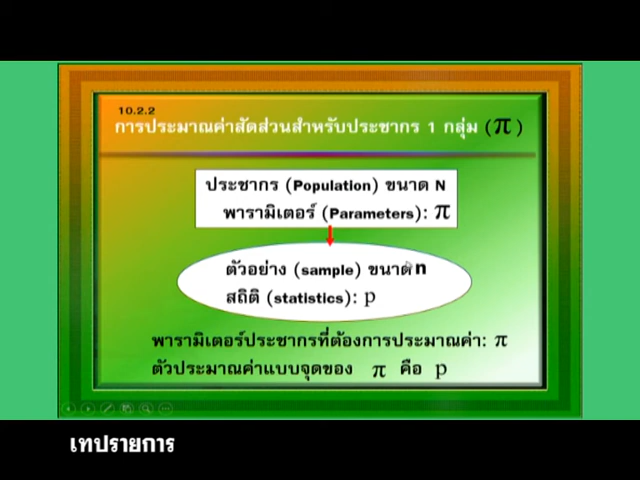 10.2.2
การประมาณค่าสัดส่วนสำหรับประชากร 1 กลุ่ม (π)
ประชากร (Population) ขนาด N
พารามิเตอร์ (Parameters): π
ตัวอย่าง (sample) ขนาด n
สถิติ (statistics): p
พารามิเตอร์ประชากรที่ต้องการประมาณค่า: π
ตัวประมาณค่าแบบจุดของ π คือ p
เทปรายการ